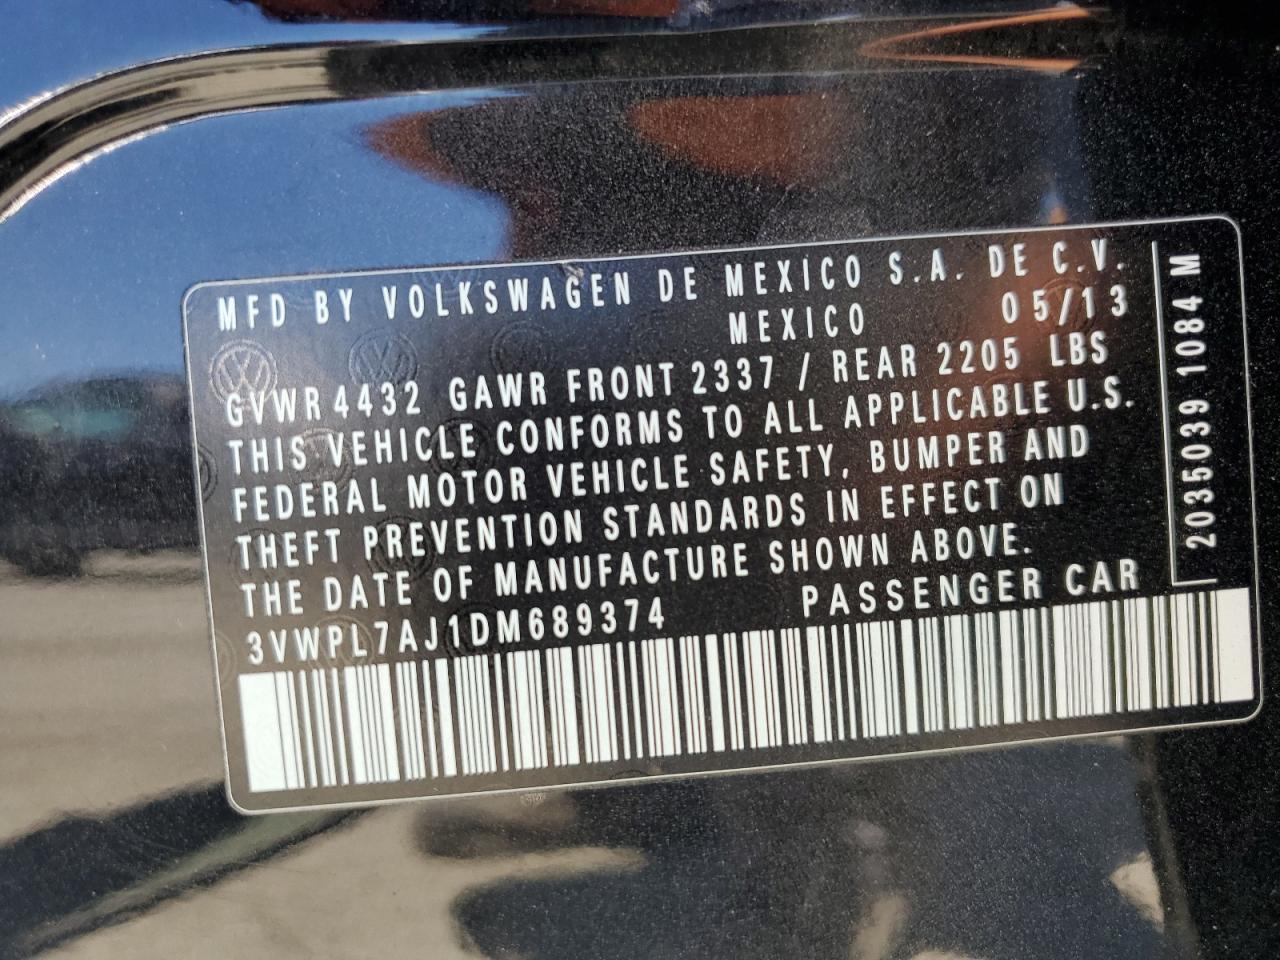 MFD BY VOLKSWAGEN DE MEXICO S.A. DE C.V.
MEXICO 05/13
GVWR 4432 GAWR FRONT 2337 / REAR 2205 LBS
THIS VEHICLE CONFORMS TO ALL APPLICABLE U.S.
FEDERAL MOTOR VEHICLE SAFETY, BUMPER AND
THEFT PREVENTION STANDARDS IN EFFECT ON
THE DATE OF MANUFACTURE SHOWN ABOVE.
3VWPL7AJ1DM689374 PASSENGER CAR
2035039 1084 M